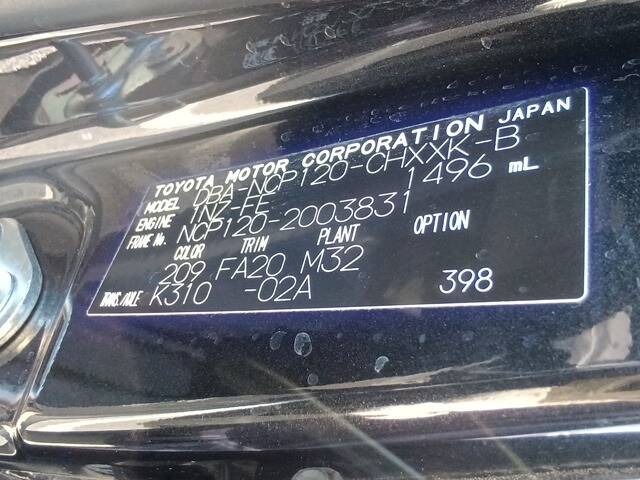 TOYOTA MOTOR CORPORATION JAPAN
MODEL DBA-NCP120-CHXXK-B
ENGINE 1NZ-FE 1496 mL
FRAME No. NCP120-2003831
COLOR TRIM PLANT OPTION
209 FA20 M32
TRANS./AXLE K310 -02A 398